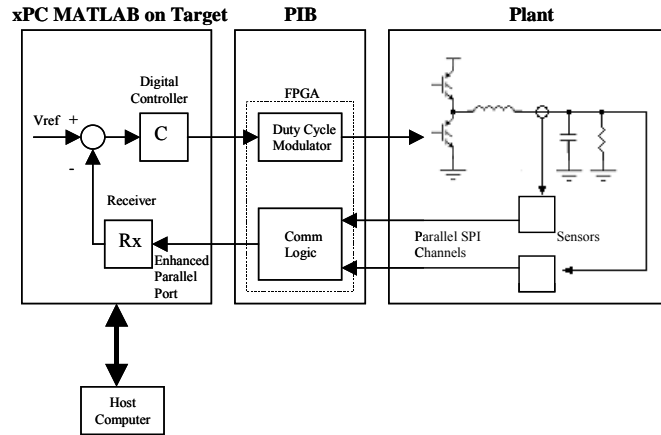 xPC MATLAB on Target
PIB
Plant
Digital
Controller
FPGA
Vref
+
C
Duty Cycle
Modulator
-
Receiver
Rx
Enhanced
Parallel
Port
Comm
Logic
Parallel SPI
Channels
Sensors
Host
Computer